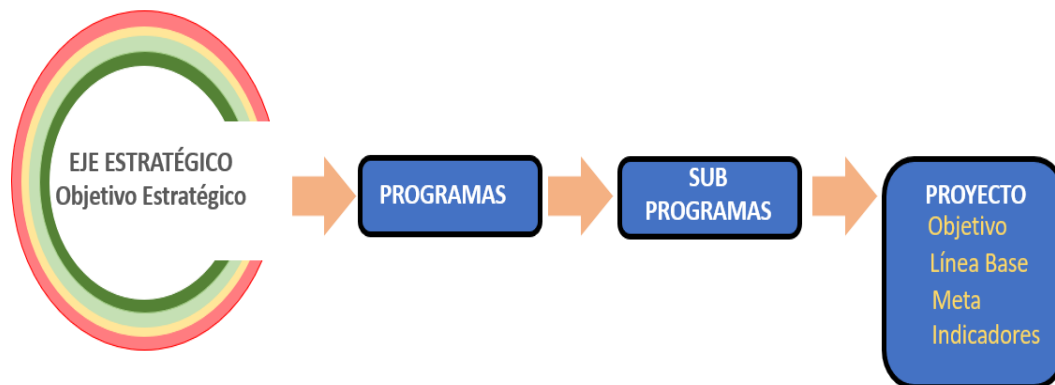 EJE ESTRATÉGICO
Objetivo Estratégico
PROGRAMAS
SUB
PROGRAMAS
PROYECTO
Objetivo
Línea Base
Meta
Indicadores